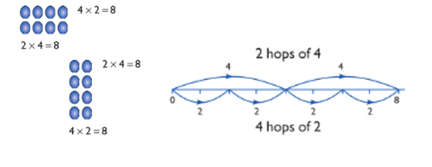 4 × 2 = 8
2 × 4 = 8
2 × 4 = 8
4 × 2 = 8
2 hops of 4
4 4
0 8
2 2 2 2
4 hops of 2